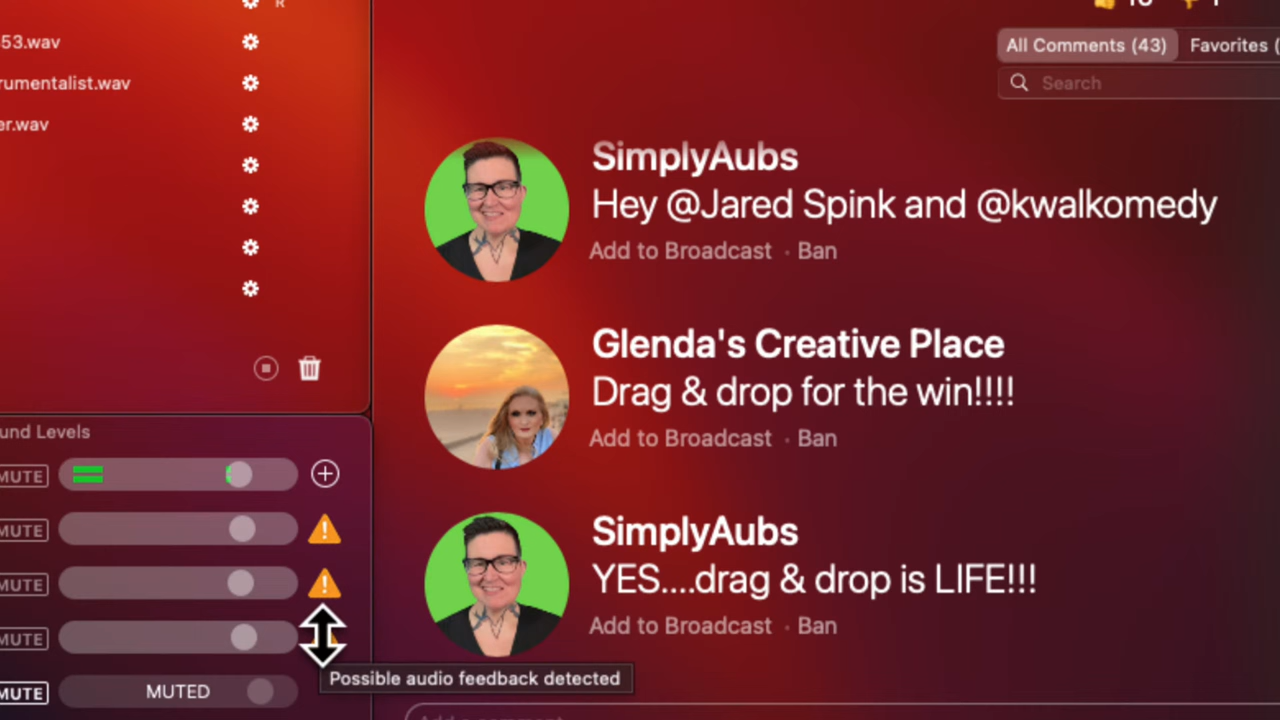 R
53.wav
rumentalist.wav
er.wav
All Comments (43)
Favorites (
Search
SimplyAubs
Hey @Jared Spink and @kwalkomedy
Add to Broadcast · Ban
Glenda's Creative Place
Drag & drop for the win!!!!
Add to Broadcast · Ban
SimplyAubs
YES....drag & drop is LIFE!!!
Add to Broadcast · Ban
und Levels
MUTE
MUTE
MUTE
MUTE
MUTE
MUTED
Possible audio feedback detected
Add a comment